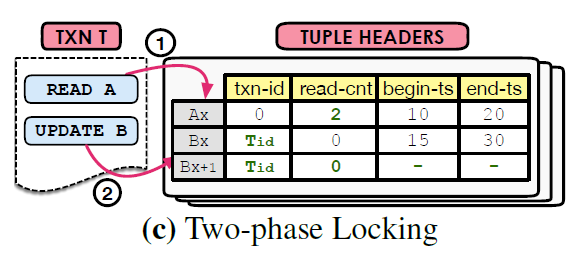 TXN T
TUPLE HEADERS
1
READ A
UPDATE B
2
txn-id read-cnt begin-ts end-ts
Ax 0 2 10 20
Bx Tid 0 15 30
Bx+1 Tid 0 - -
(c) Two-phase Locking